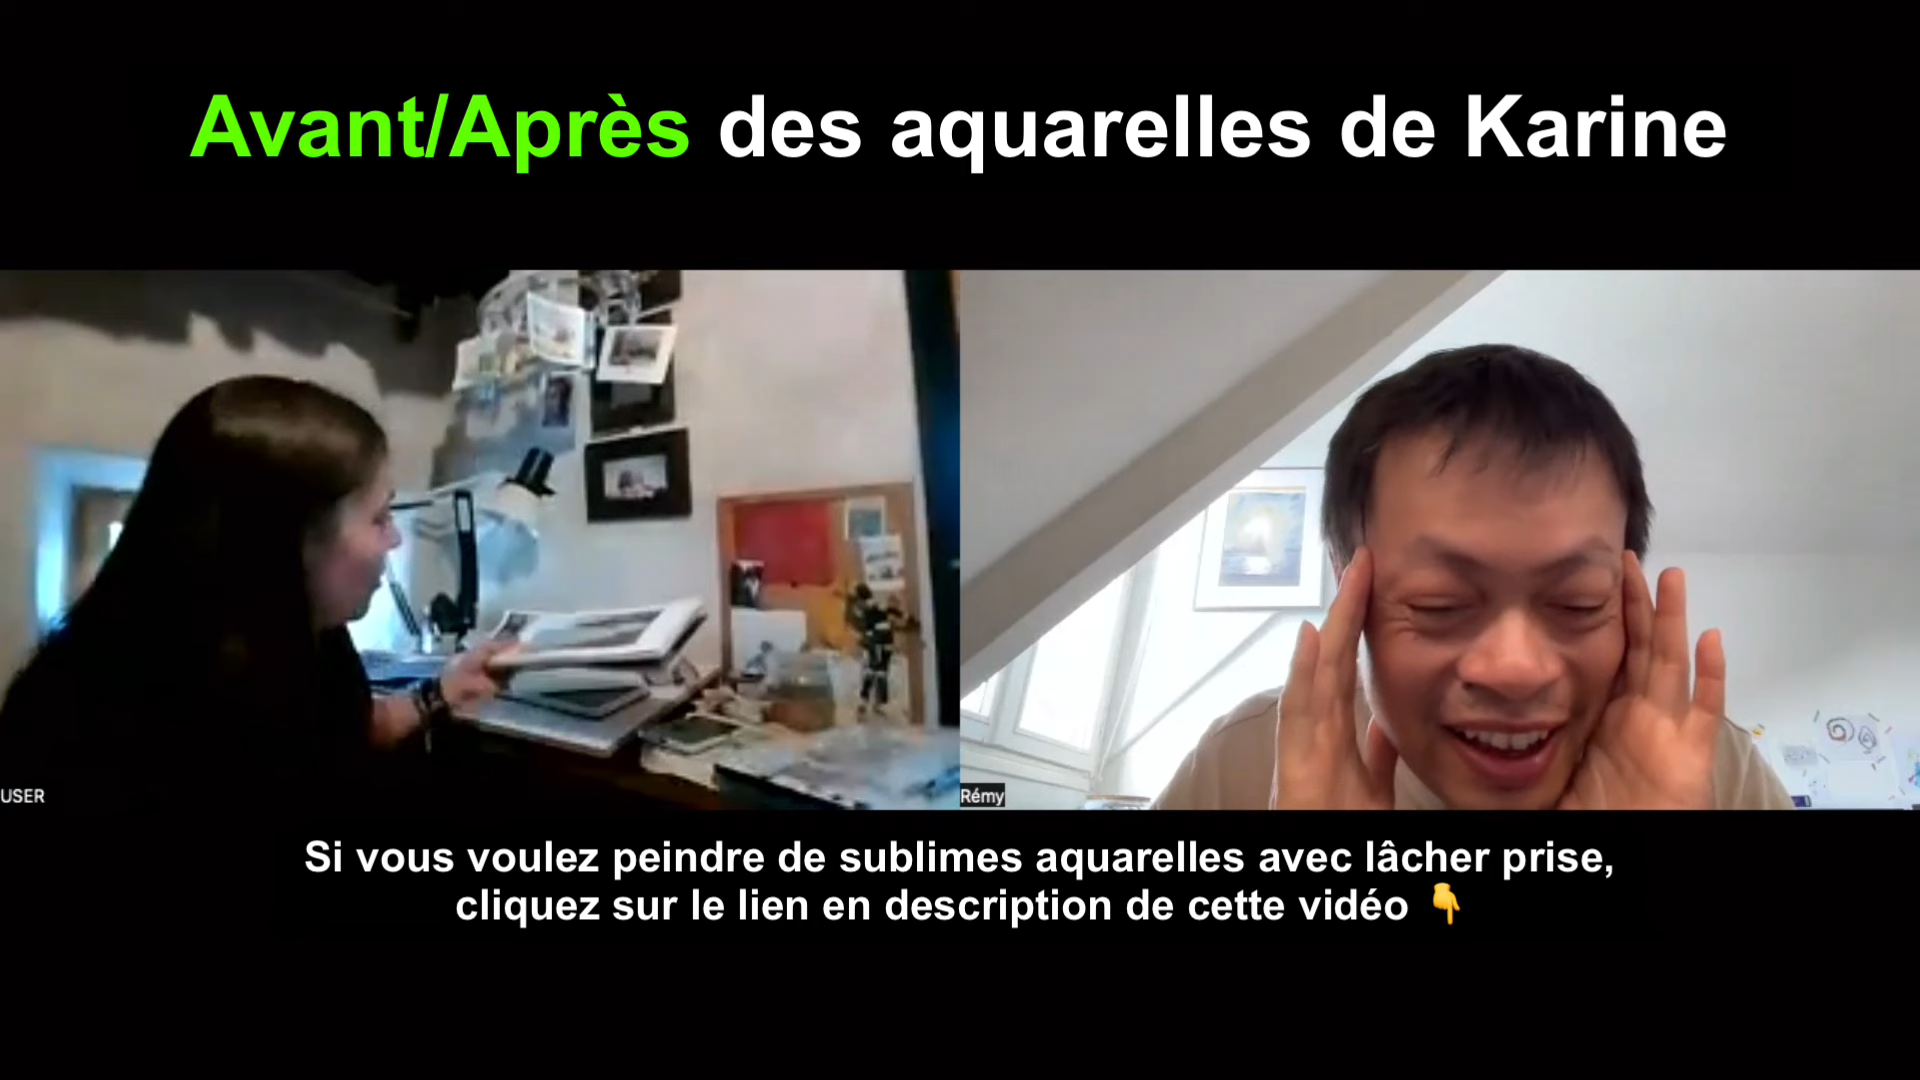 Avant/Après des aquarelles de Karine
USER
Rémy
Si vous voulez peindre de sublimes aquarelles avec lâcher prise,
cliquez sur le lien en description de cette vidéo 👇